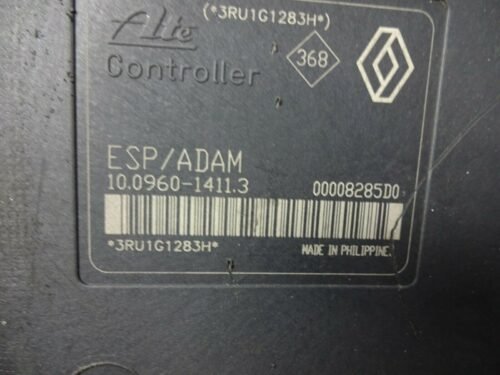 (*3RU1G1283H*)
Ate
Controller
368
ESP/ADAM
10.0960-1411.3 00008285D0
*3RU1G1283H*
MADE IN PHILIPPINE.